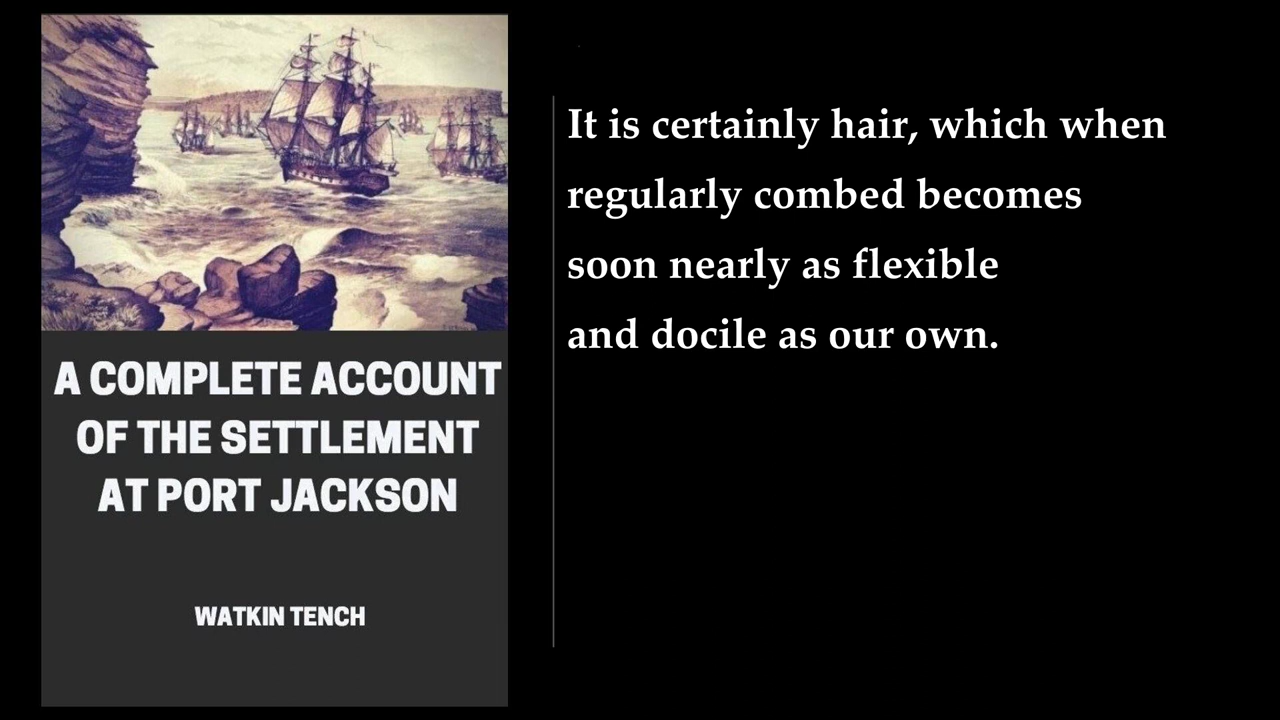 A COMPLETE ACCOUNT
OF THE SETTLEMENT
AT PORT JACKSON
WATKIN TENCH
It is certainly hair, which when
regularly combed becomes
soon nearly as flexible
and docile as our own.